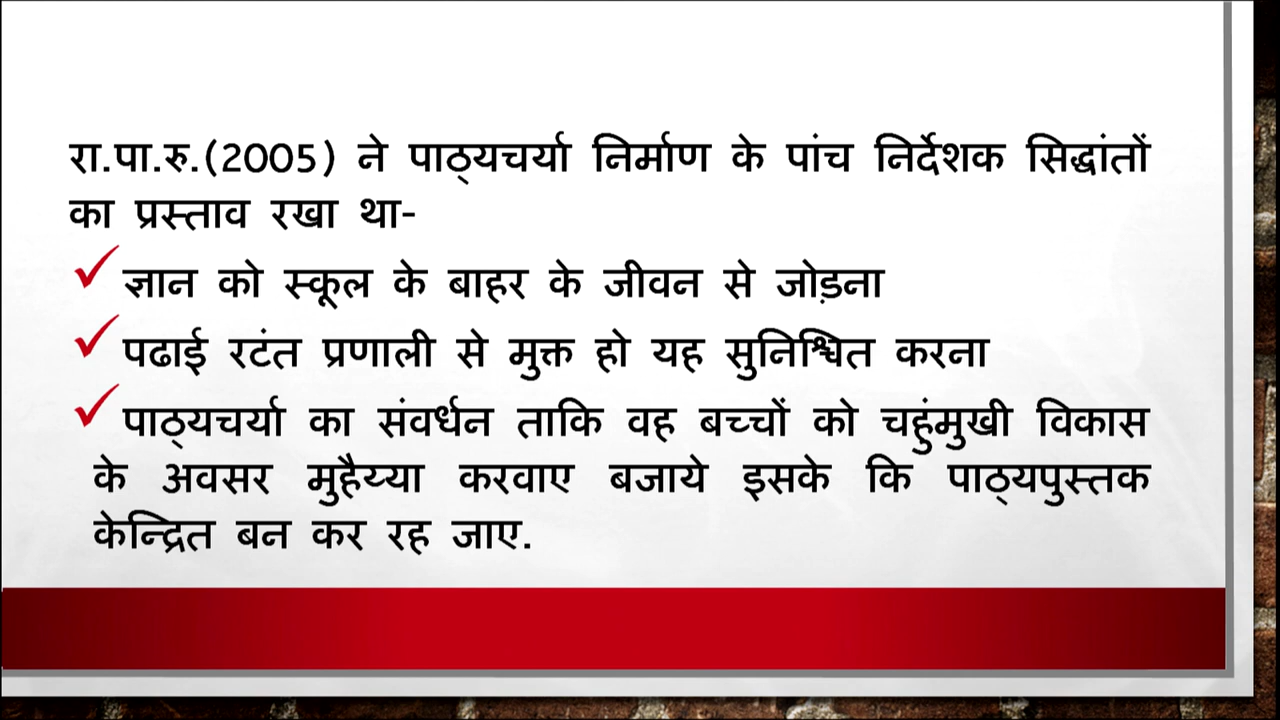 रा.पा.रु.(2005) ने पाठ्यचर्या निर्माण के पांच निर्देशक सिद्धांतों
का प्रस्ताव रखा था-
ज्ञान को स्कूल के बाहर के जीवन से जोड़ना
पढाई रटंत प्रणाली से मुक्त हो यह सुनिश्चित करना
पाठ्यचर्या का संवर्धन ताकि वह बच्चों को चहुंमुखी विकास
के अवसर मुहैय्या करवाए बजाये इसके कि पाठ्यपुस्तक
केन्द्रित बन कर रह जाए.